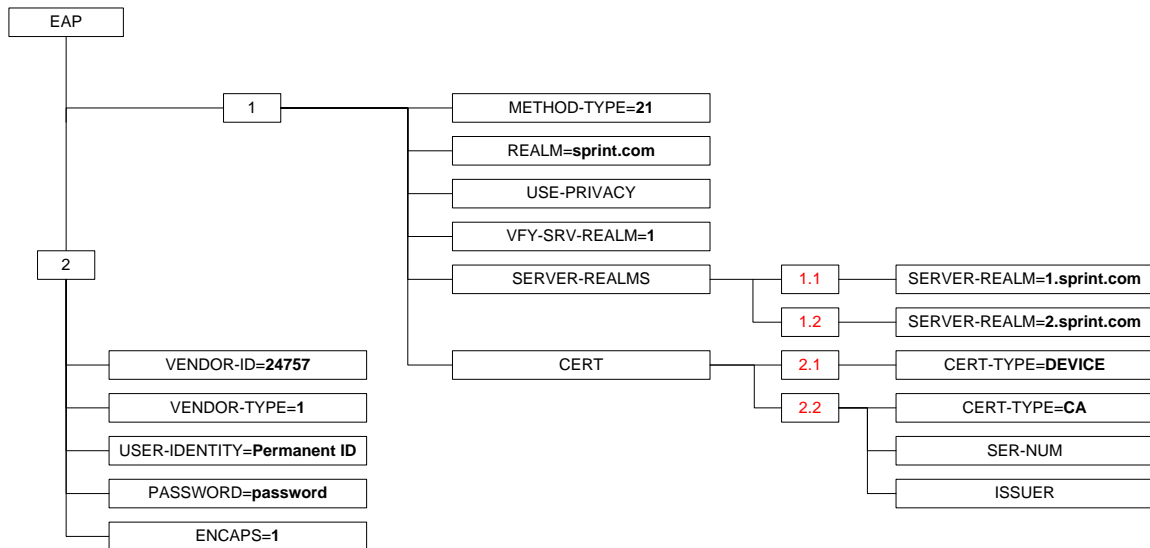 EAP
1
METHOD-TYPE=21
REALM=sprint.com
USE-PRIVACY
VFY-SRV-REALM=1
2
SERVER-REALMS
1.1
SERVER-REALM=1.sprint.com
1.2
SERVER-REALM=2.sprint.com
VENDOR-ID=24757
CERT
2.1
CERT-TYPE=DEVICE
VENDOR-TYPE=1
2.2
CERT-TYPE=CA
USER-IDENTITY=Permanent ID
SER-NUM
PASSWORD=password
ISSUER
ENCAPS=1